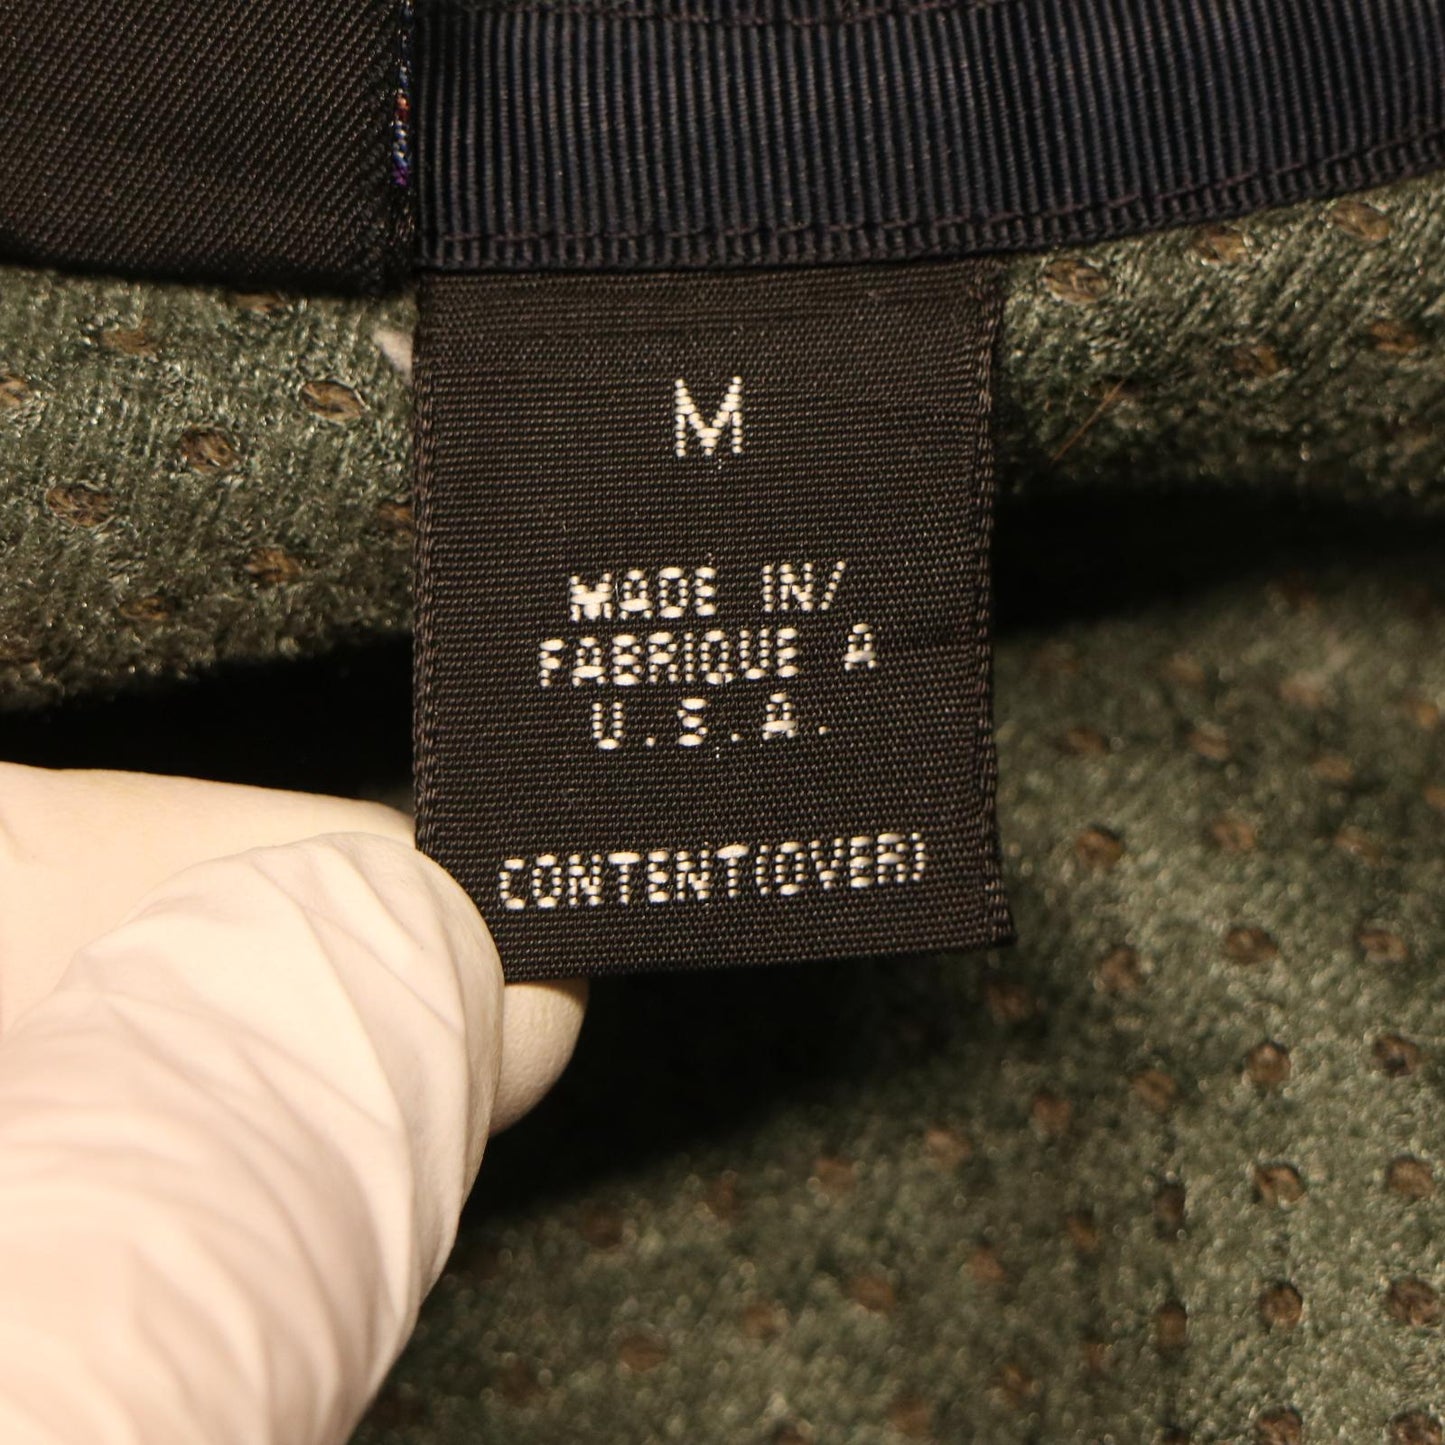 M
MADE IN/
FABRIQUE A
U.S.A.
CONTENT(OVER)